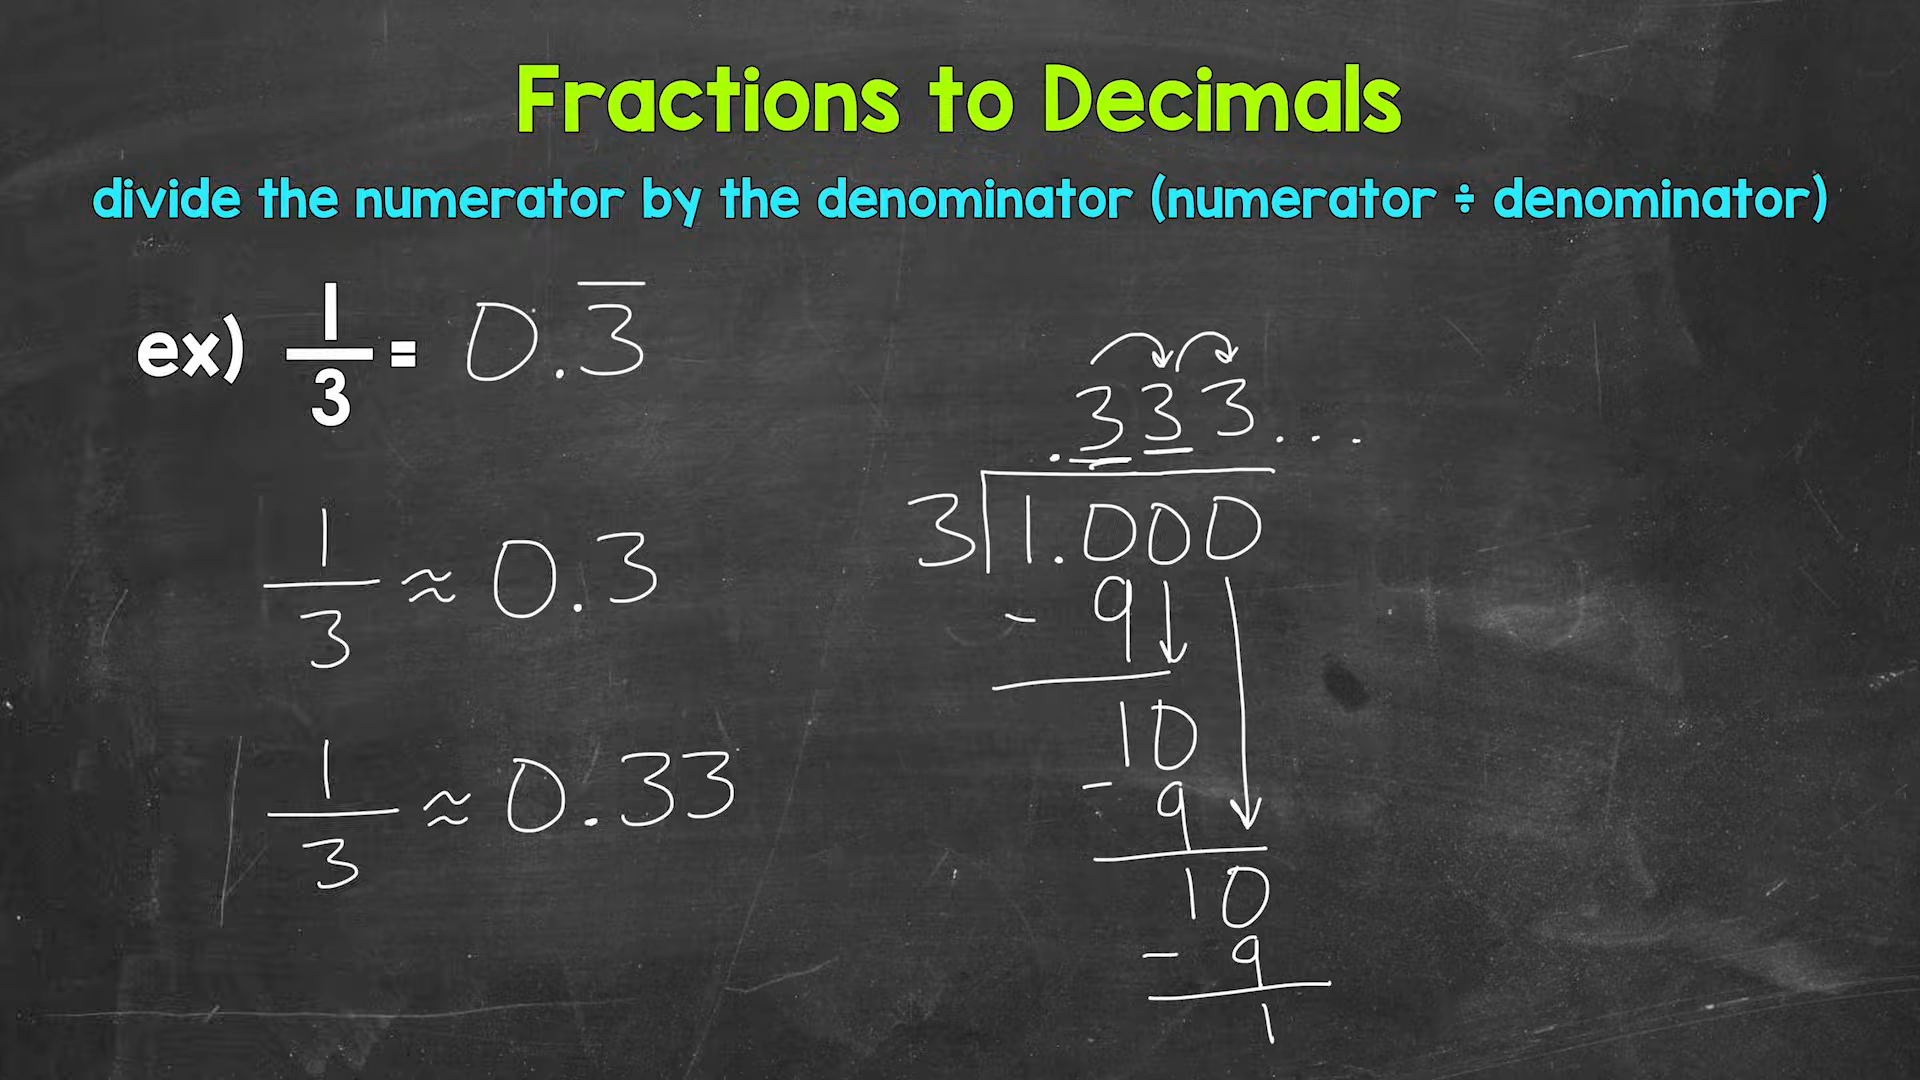 Fractions to Decimals
divide the numerator by the denominator (numerator ÷ denominator)
ex) 1/3 = 0.3̅
1/3 ≈ 0.3
1/3 ≈ 0.33
.333...
3⟌1.000
- 9
10
- 9
10
- 9
1